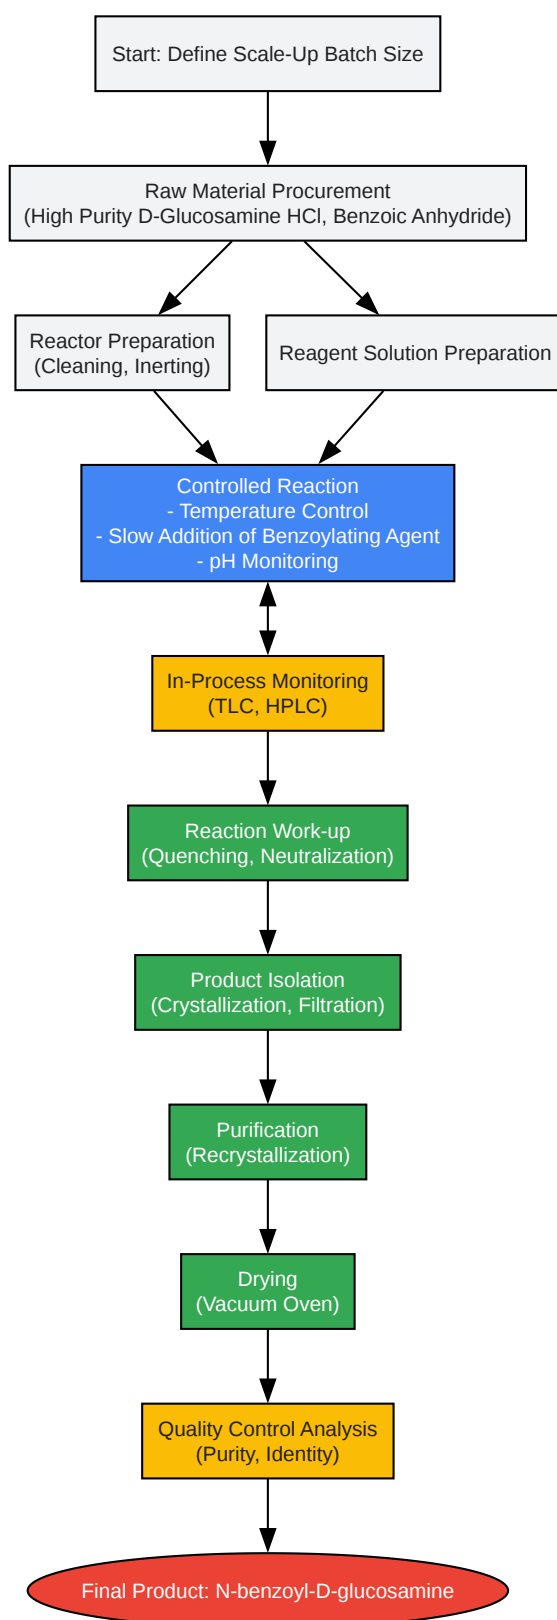 Start: Define Scale-Up Batch Size
Raw Material Procurement
(High Purity D-Glucosamine HCl, Benzoic Anhydride)
Reactor Preparation
(Cleaning, Inerting)
Reagent Solution Preparation
Controlled Reaction
- Temperature Control
- Slow Addition of Benzoylating Agent
- pH Monitoring
In-Process Monitoring
(TLC, HPLC)
Reaction Work-up
(Quenching, Neutralization)
Product Isolation
(Crystallization, Filtration)
Purification
(Recrystallization)
Drying
(Vacuum Oven)
Quality Control Analysis
(Purity, Identity)
Final Product: N-benzoyl-D-glucosamine